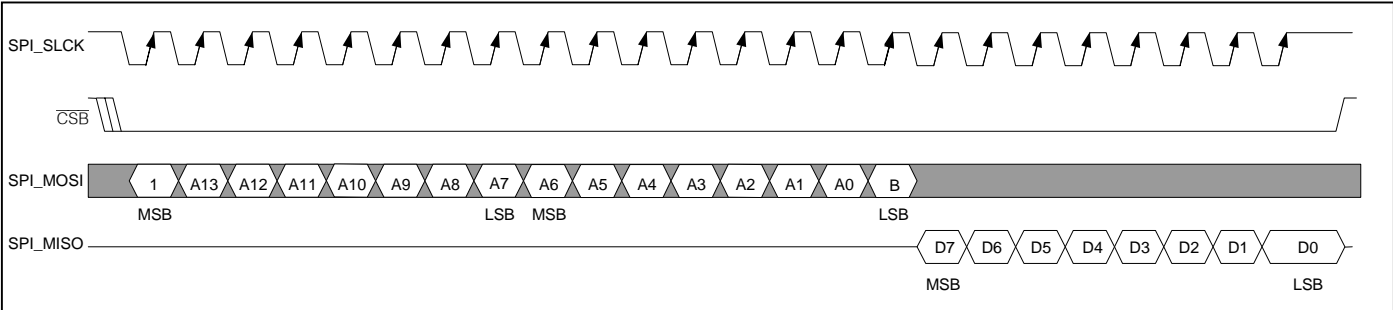 SPI_SLCK
CSB
SPI_MOSI 1 A13 A12 A11 A10 A9 A8 A7 A6 A5 A4 A3 A2 A1 A0 B
MSB LSB MSB LSB
SPI_MISO D7 D6 D5 D4 D3 D2 D1 D0
MSB LSB